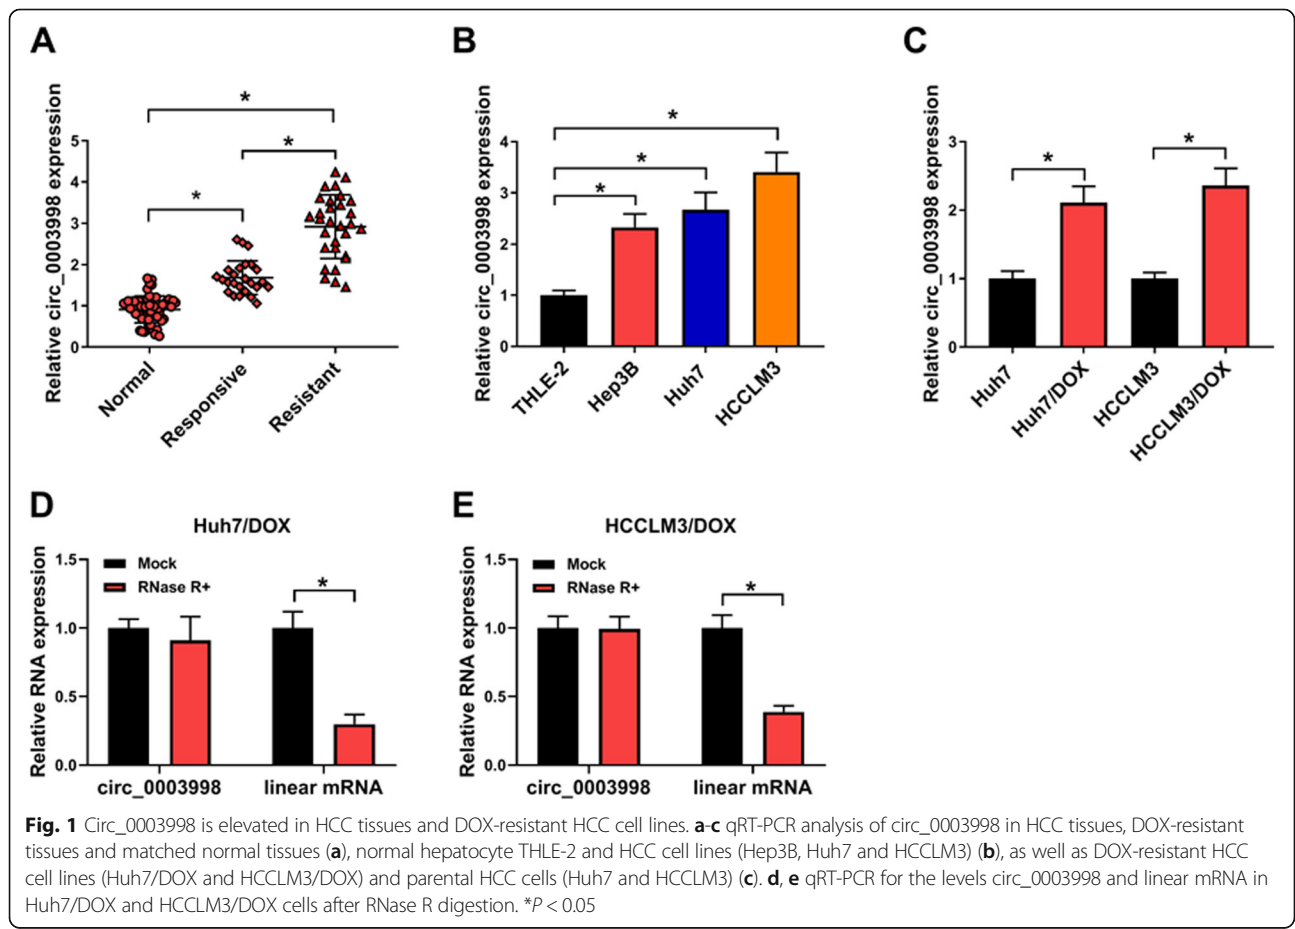 A
B
C
Relative circ_0003998 expression
5
4
3
2
1
0
*
*
*
Normal
Responsive
Resistant
Relative circ_0003998 expression
4
3
2
1
0
*
*
*
THLE-2
Hep3B
Huh7
HCCLM3
Relative circ_0003998 expression
3
2
1
0
*
*
Huh7
Huh7/DOX
HCCLM3
HCCLM3/DOX
D
Huh7/DOX
Relative RNA expression
1.5
1.0
0.5
0.0
Mock
RNase R+
*
circ_0003998
linear mRNA
E
HCCLM3/DOX
Relative RNA expression
1.5
1.0
0.5
0.0
Mock
RNase R+
*
circ_0003998
linear mRNA
Fig. 1 Circ_0003998 is elevated in HCC tissues and DOX-resistant HCC cell lines. a-c qRT-PCR analysis of circ_0003998 in HCC tissues, DOX-resistant
tissues and matched normal tissues (a), normal hepatocyte THLE-2 and HCC cell lines (Hep3B, Huh7 and HCCLM3) (b), as well as DOX-resistant HCC
cell lines (Huh7/DOX and HCCLM3/DOX) and parental HCC cells (Huh7 and HCCLM3) (c). d, e qRT-PCR for the levels circ_0003998 and linear mRNA in
Huh7/DOX and HCCLM3/DOX cells after RNase R digestion. *P < 0.05